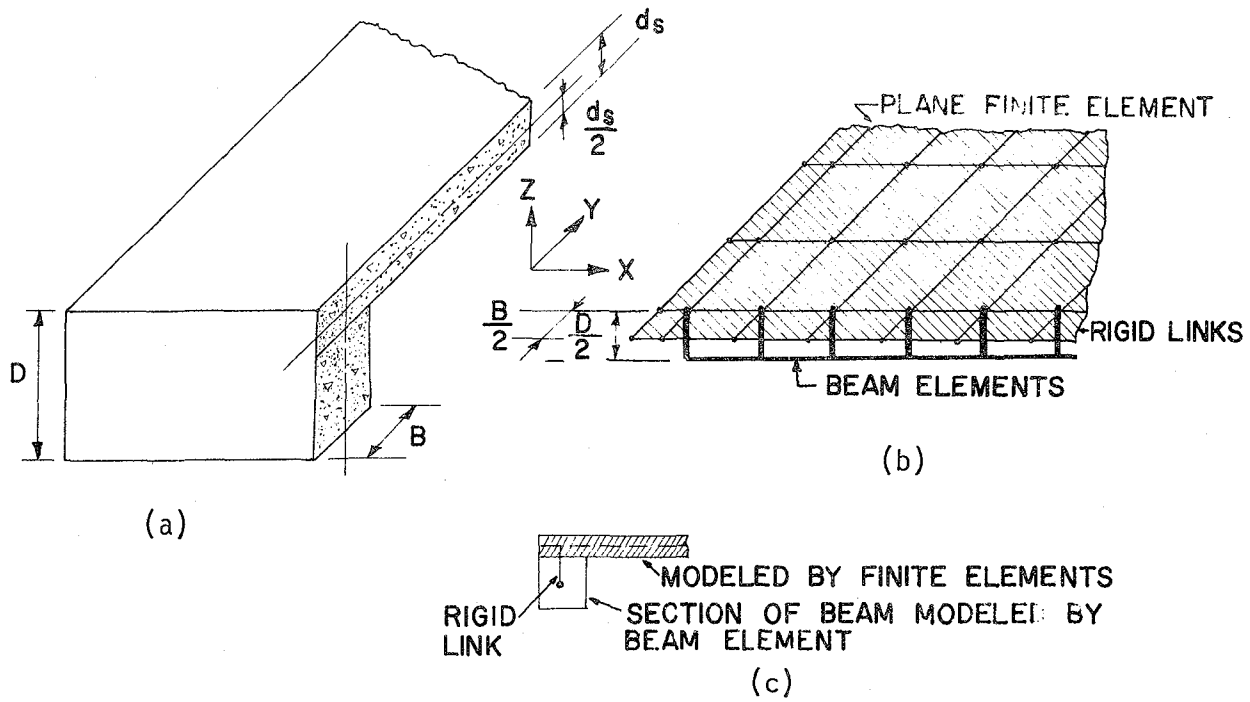 ds
ds
2
Z
Y
X
D
B
(a)
PLANE FINITE ELEMENT
B
2
D
2
RIGID LINKS
BEAM ELEMENTS
(b)
MODELED BY FINITE ELEMENTS
RIGID
LINK
SECTION OF BEAM MODELED BY
BEAM ELEMENT
(c)